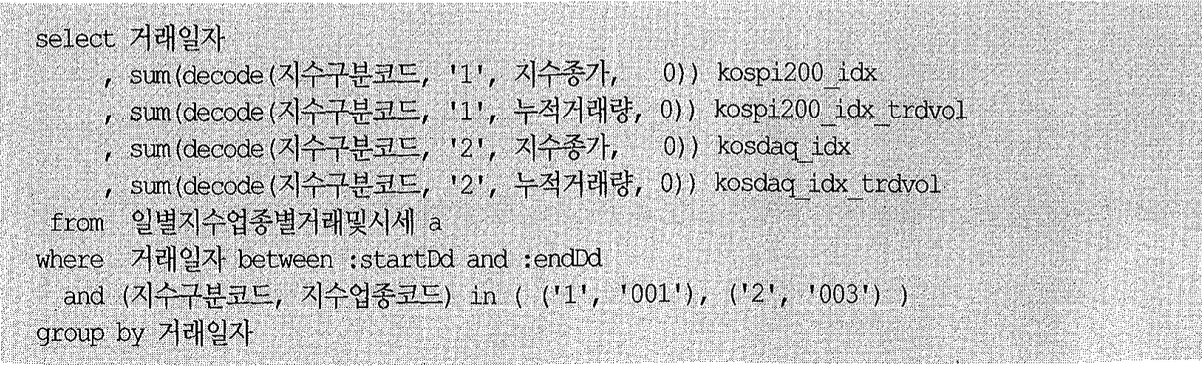 select 거래일자
, sum(decode(지수구분코드, '1', 지수종가, 0)) kospi200_idx
, sum(decode(지수구분코드, '1', 누적거래량, 0)) kospi200_idx_trdvol
, sum(decode(지수구분코드, '2', 지수종가, 0)) kosdaq_idx
, sum(decode(지수구분코드, '2', 누적거래량, 0)) kosdaq_idx_trdvol
from 일별지수업종별거래및시세 a
where 거래일자 between :startDd and :endDd
and (지수구분코드, 지수업종코드) in ( ('1', '001'), ('2', '003') )
group by 거래일자